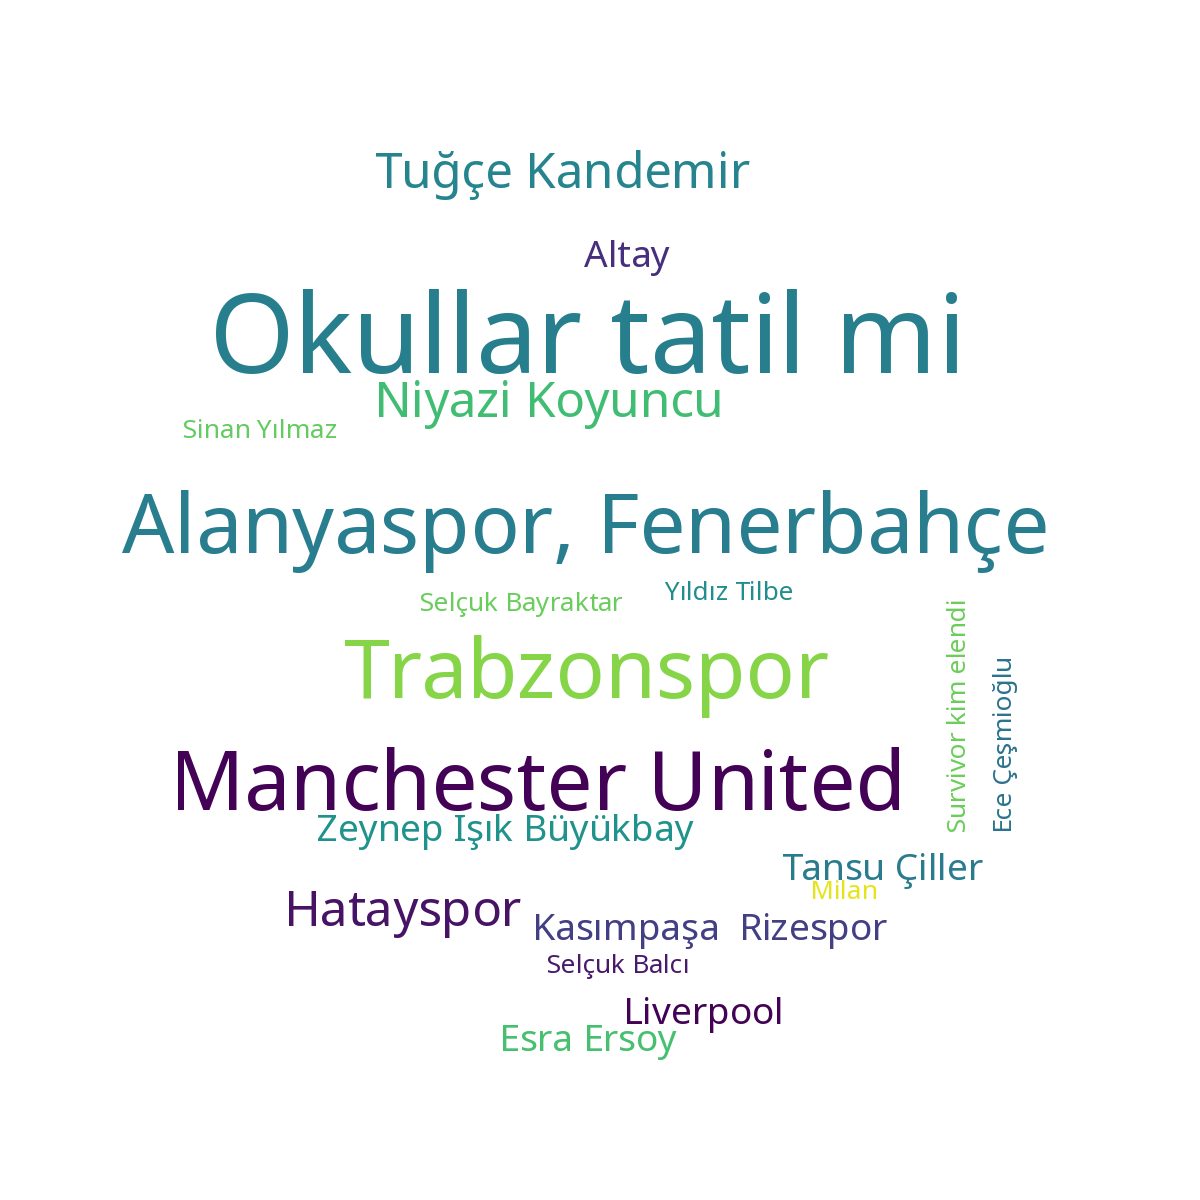 Tuğçe Kandemir
Altay
Okullar tatil mi
Niyazi Koyuncu
Sinan Yılmaz
Alanyaspor, Fenerbahçe
Yıldız Tilbe
Selçuk Bayraktar
Trabzonspor
Survivor kim elendi
Ece Çeşmioğlu
Manchester United
Zeynep Işık Büyükbay
Tansu Çiller
Milan
Hatayspor
Kasımpaşa
Rizespor
Selçuk Balcı
Liverpool
Esra Ersoy